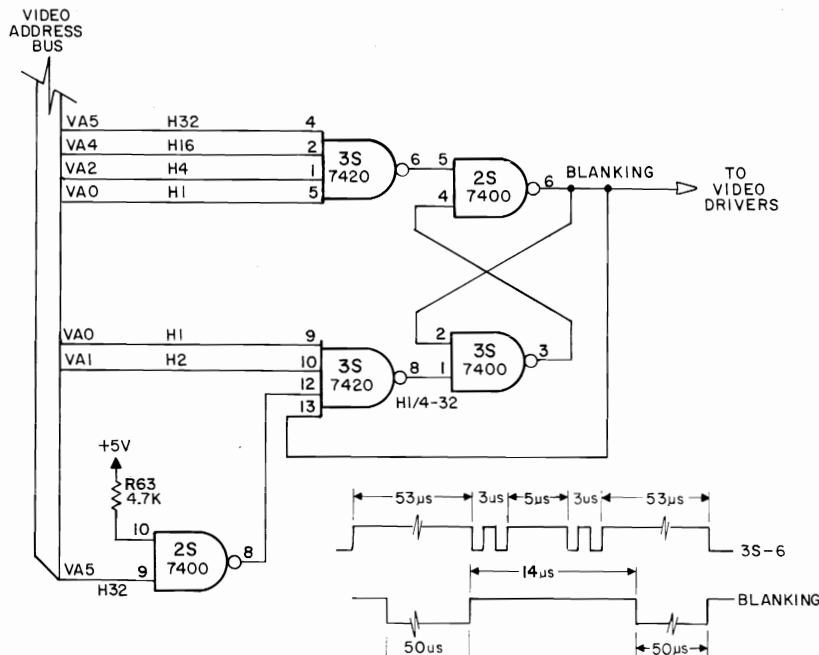 VIDEO
ADDRESS
BUS
VA5 H32 4
VA4 H16 2
VA2 H4 1
VA0 H1 5
3S
7420
6 5
4
2S
7400
6
BLANKING
TO
VIDEO
DRIVERS
VA0 H1 9
VA1 H2 10
12
13
3S
7420
8 1
2
H1/4-32
3S
7400
3
+5V
R63
4.7K
10
VA5 9
H32
2S
7400
8
53µs 3us 5µs 3us 53µs
3S-6
14µs
BLANKING
50us 50µs